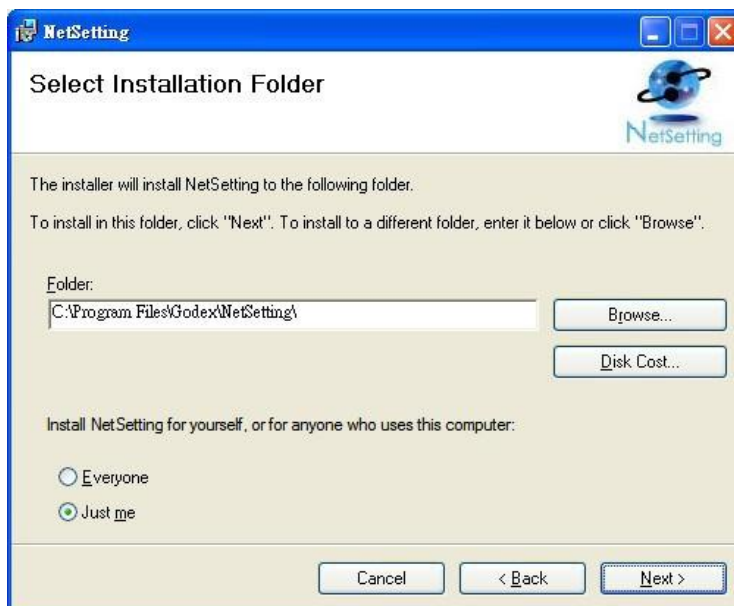 NetSetting
Select Installation Folder
NetSetting
The installer will install NetSetting to the following folder.
To install in this folder, click "Next". To install to a different folder, enter it below or click "Browse".
Folder:
C:\Program Files\Godex\NetSetting\
Browse...
Disk Cost...
Install NetSetting for yourself, or for anyone who uses this computer:
Everyone
Just me
Cancel
< Back
Next >